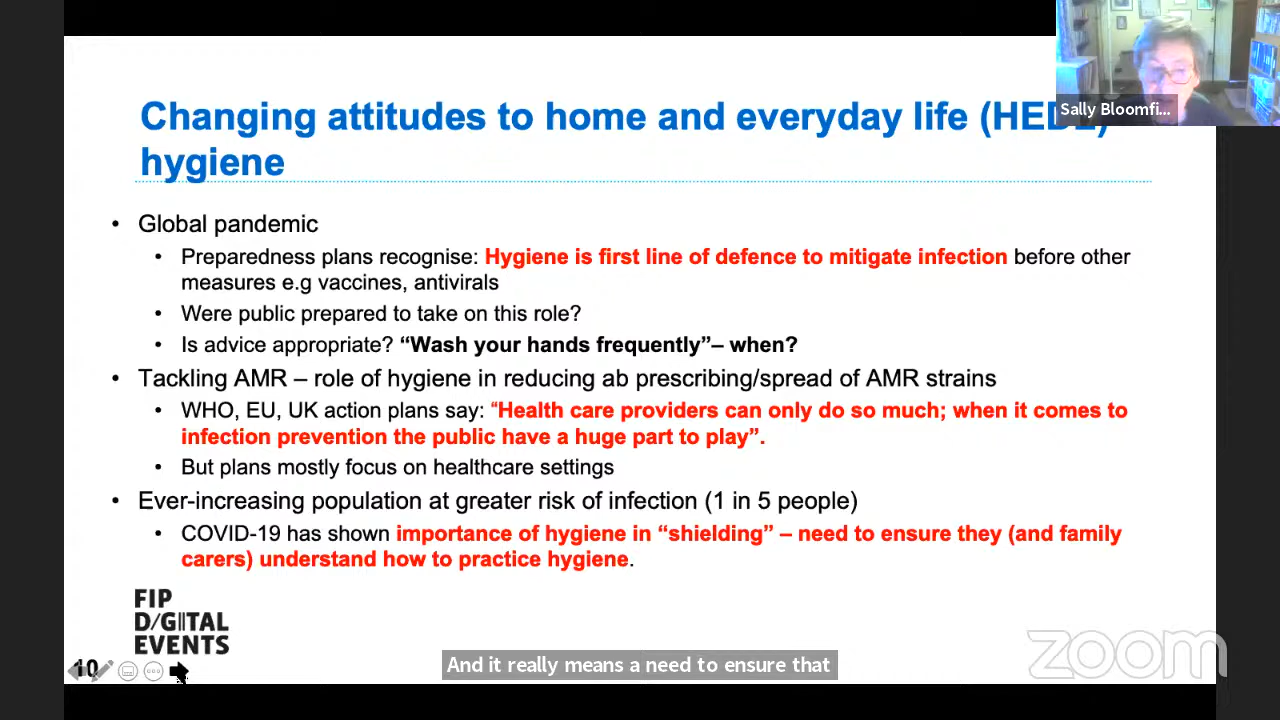 Changing attitudes to home and everyday life (HEDL)
hygiene
Sally Bloomfi...
• Global pandemic
• Preparedness plans recognise: Hygiene is first line of defence to mitigate infection before other
measures e.g vaccines, antivirals
• Were public prepared to take on this role?
• Is advice appropriate? “Wash your hands frequently”– when?
• Tackling AMR – role of hygiene in reducing ab prescribing/spread of AMR strains
• WHO, EU, UK action plans say: “Health care providers can only do so much; when it comes to
infection prevention the public have a huge part to play”.
• But plans mostly focus on healthcare settings
• Ever-increasing population at greater risk of infection (1 in 5 people)
• COVID-19 has shown importance of hygiene in “shielding” – need to ensure they (and family
carers) understand how to practice hygiene.
FIP
D/GITAL
EVENTS
10
And it really means a need to ensure that
zoom